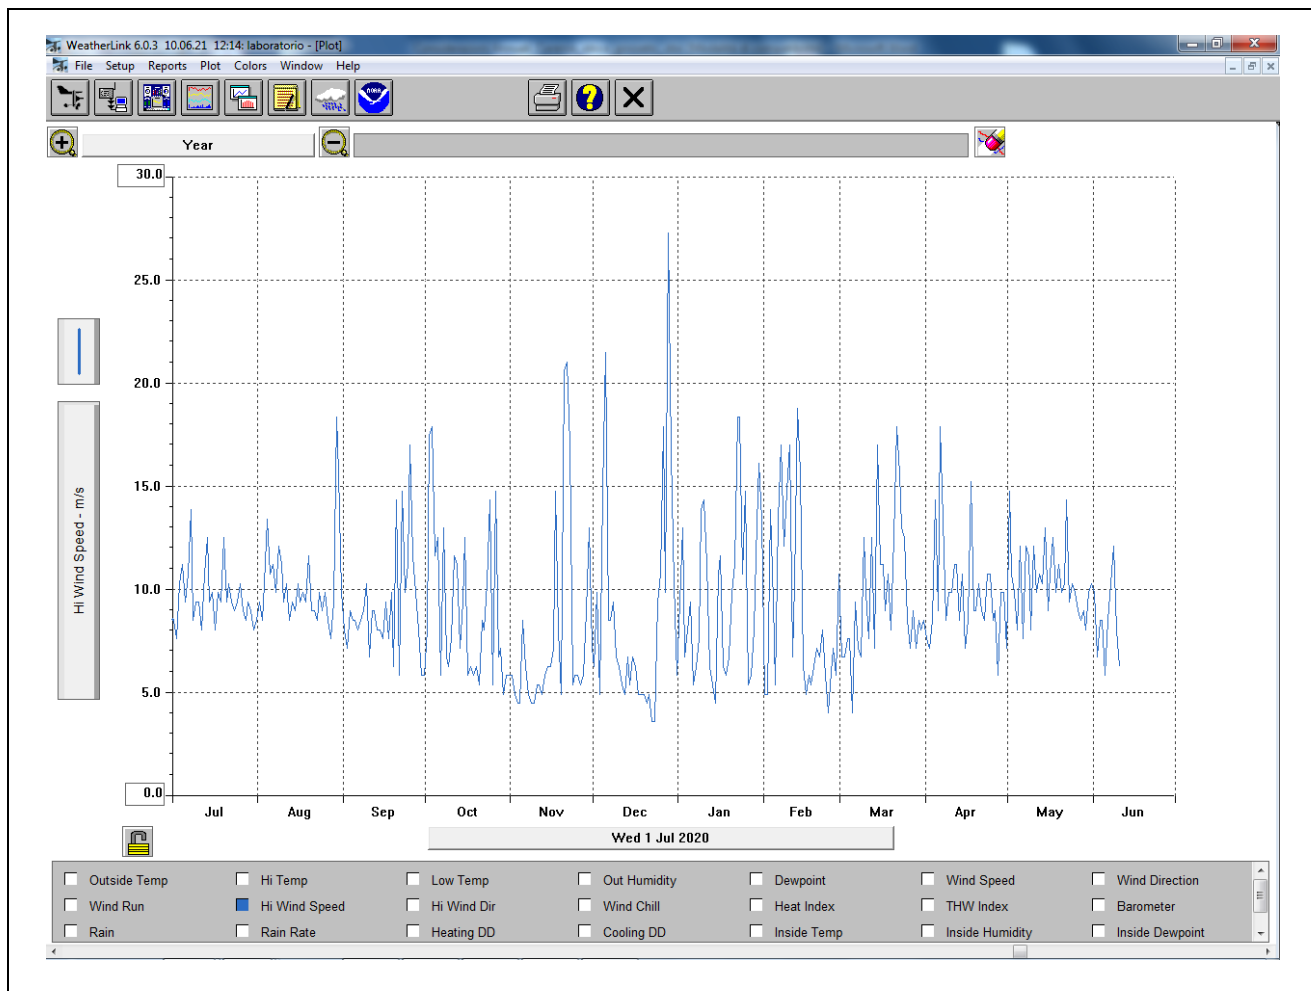 WeatherLink 6.0.3 10.06.21 12:14: laboratorio - [Plot]
File Setup Reports Plot Colors Window Help
NOAA
Year
30.0
25.0
20.0
15.0
10.0
5.0
0.0
Hi Wind Speed - m/s
Jul Aug Sep Oct Nov Dec Jan Feb Mar Apr May Jun
Wed 1 Jul 2020
Outside Temp Hi Temp Low Temp Out Humidity Dewpoint Wind Speed Wind Direction
Wind Run Hi Wind Speed Hi Wind Dir Wind Chill Heat Index THW Index Barometer
Rain Rain Rate Heating DD Cooling DD Inside Temp Inside Humidity Inside Dewpoint